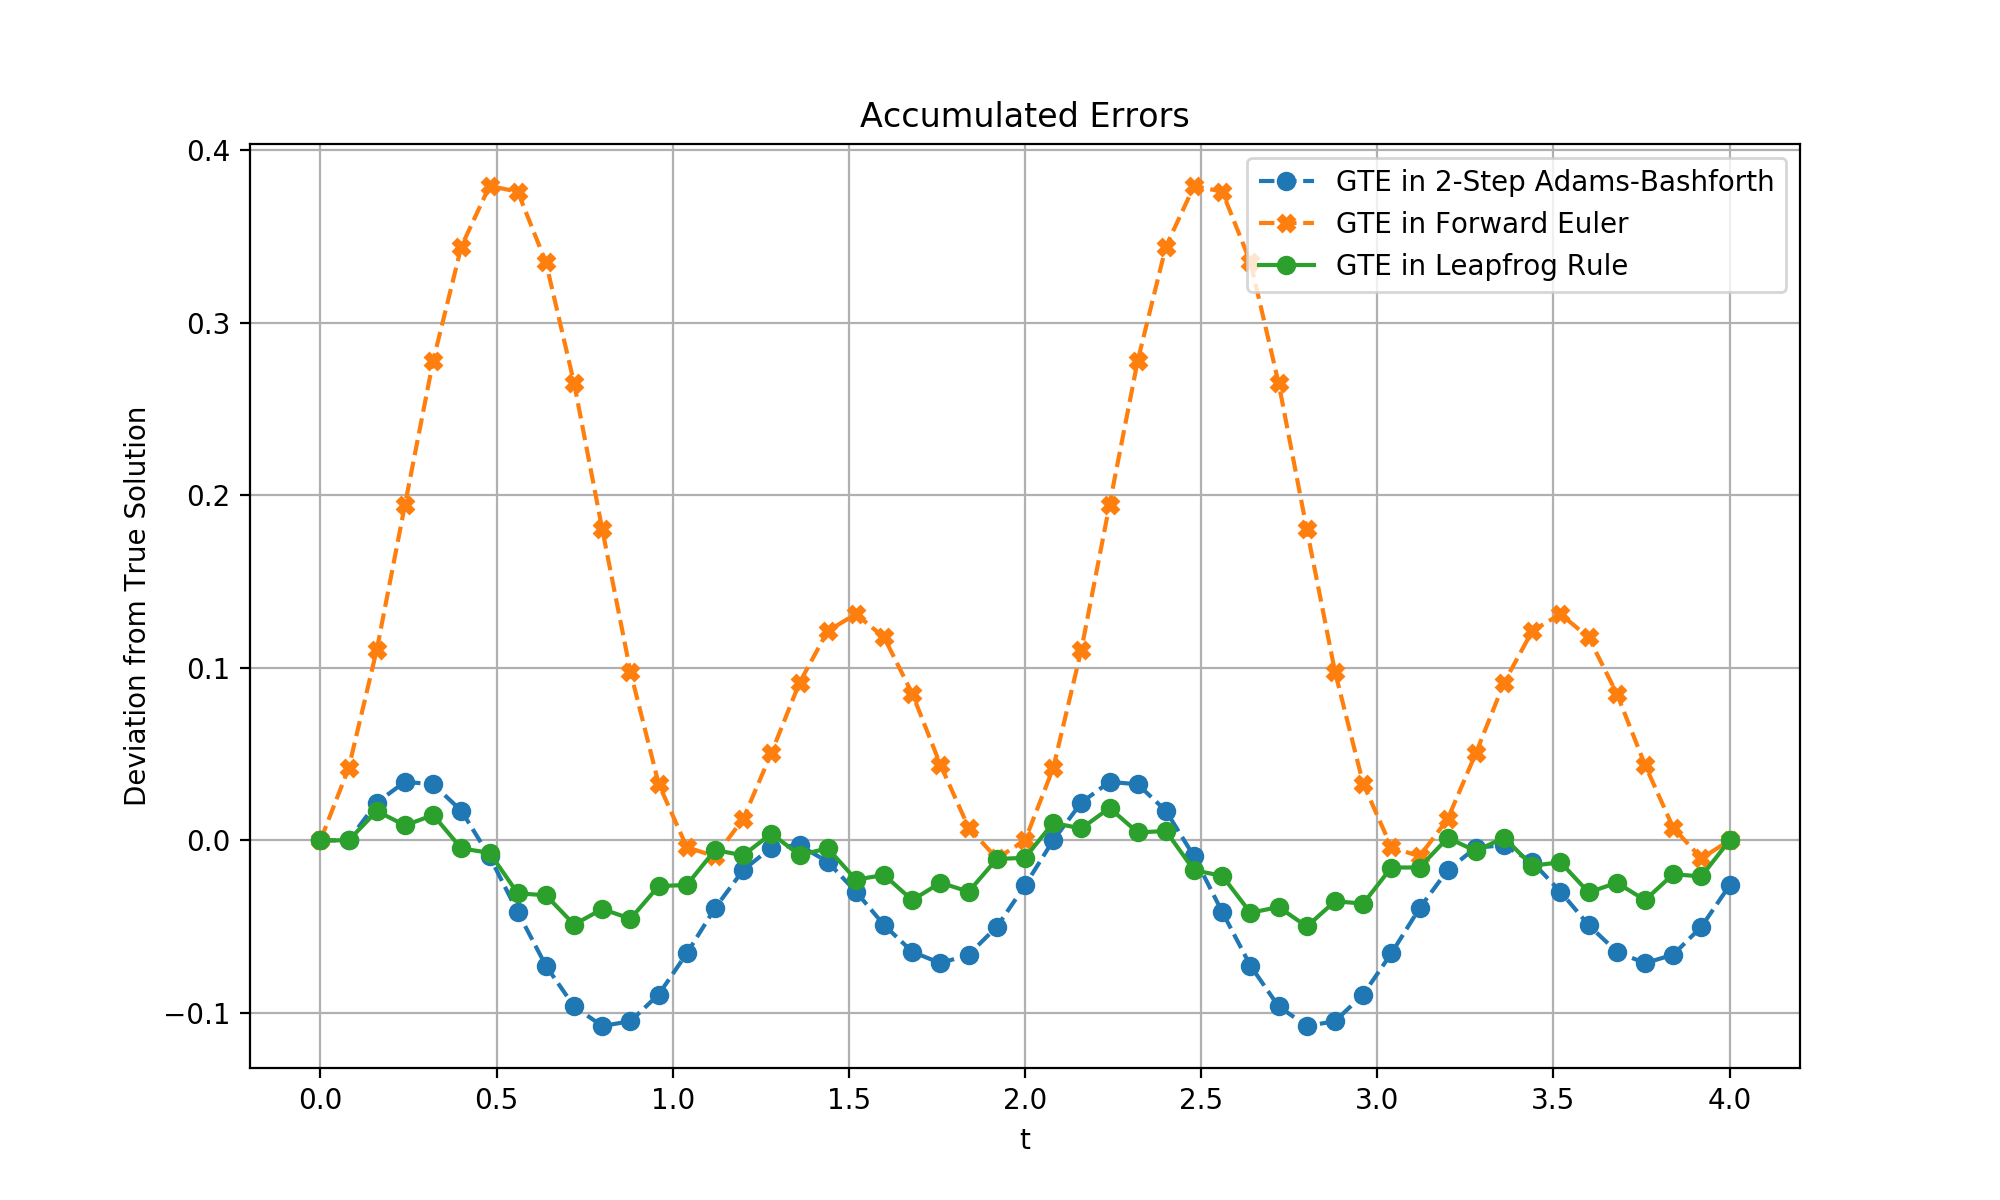 Accumulated Errors
GTE in 2-Step Adams-Bashforth
GTE in Forward Euler
GTE in Leapfrog Rule
Deviation from True Solution
0.4
0.3
0.2
0.1
0.0
−0.1
0.0 0.5 1.0 1.5 2.0 2.5 3.0 3.5 4.0
t